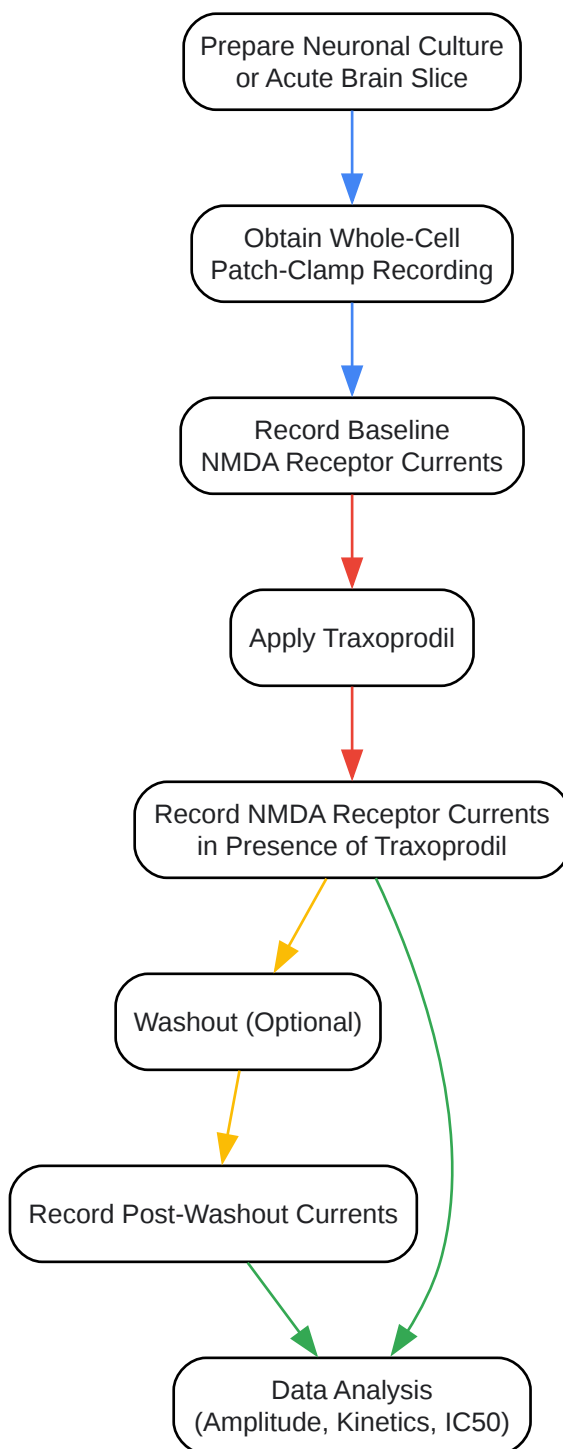 Prepare Neuronal Culture
or Acute Brain Slice
Obtain Whole-Cell
Patch-Clamp Recording
Record Baseline
NMDA Receptor Currents
Apply Traxoprodil
Record NMDA Receptor Currents
in Presence of Traxoprodil
Washout (Optional)
Record Post-Washout Currents
Data Analysis
(Amplitude, Kinetics, IC50)